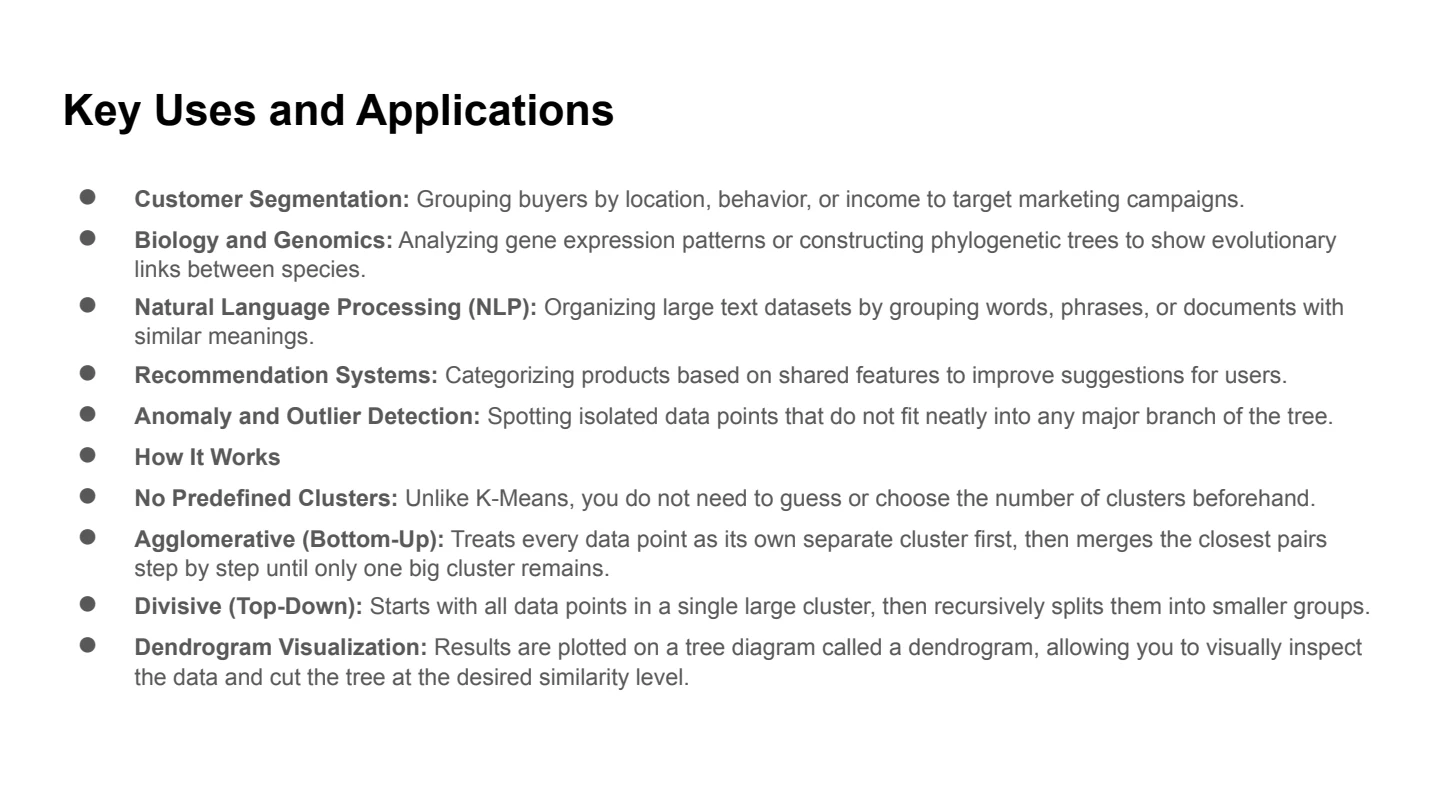 Key Uses and Applications
● Customer Segmentation: Grouping buyers by location, behavior, or income to target marketing campaigns.
● Biology and Genomics: Analyzing gene expression patterns or constructing phylogenetic trees to show evolutionary
links between species.
● Natural Language Processing (NLP): Organizing large text datasets by grouping words, phrases, or documents with
similar meanings.
● Recommendation Systems: Categorizing products based on shared features to improve suggestions for users.
● Anomaly and Outlier Detection: Spotting isolated data points that do not fit neatly into any major branch of the tree.
● How It Works
● No Predefined Clusters: Unlike K-Means, you do not need to guess or choose the number of clusters beforehand.
● Agglomerative (Bottom-Up): Treats every data point as its own separate cluster first, then merges the closest pairs
step by step until only one big cluster remains.
● Divisive (Top-Down): Starts with all data points in a single large cluster, then recursively splits them into smaller groups.
● Dendrogram Visualization: Results are plotted on a tree diagram called a dendrogram, allowing you to visually inspect
the data and cut the tree at the desired similarity level.